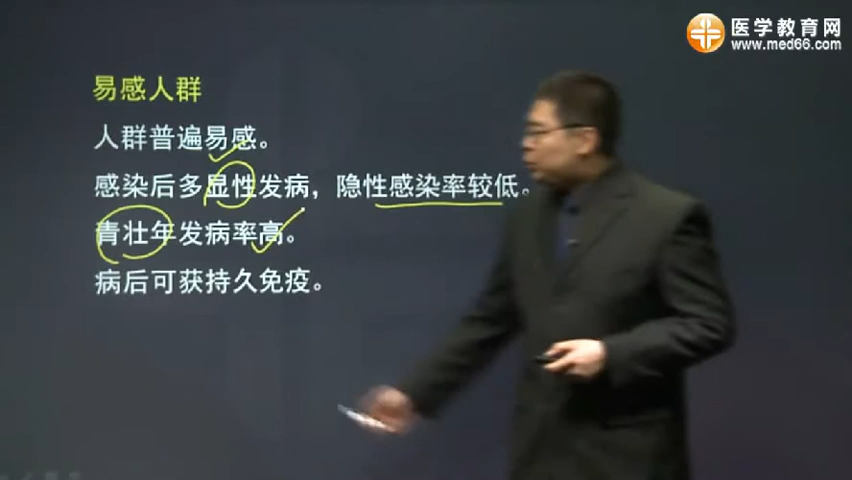 医学教育网
www.med66.com
易感人群
人群普遍易感。
感染后多显性发病，隐性感染率较低。
青壮年发病率高。
病后可获持久免疫。